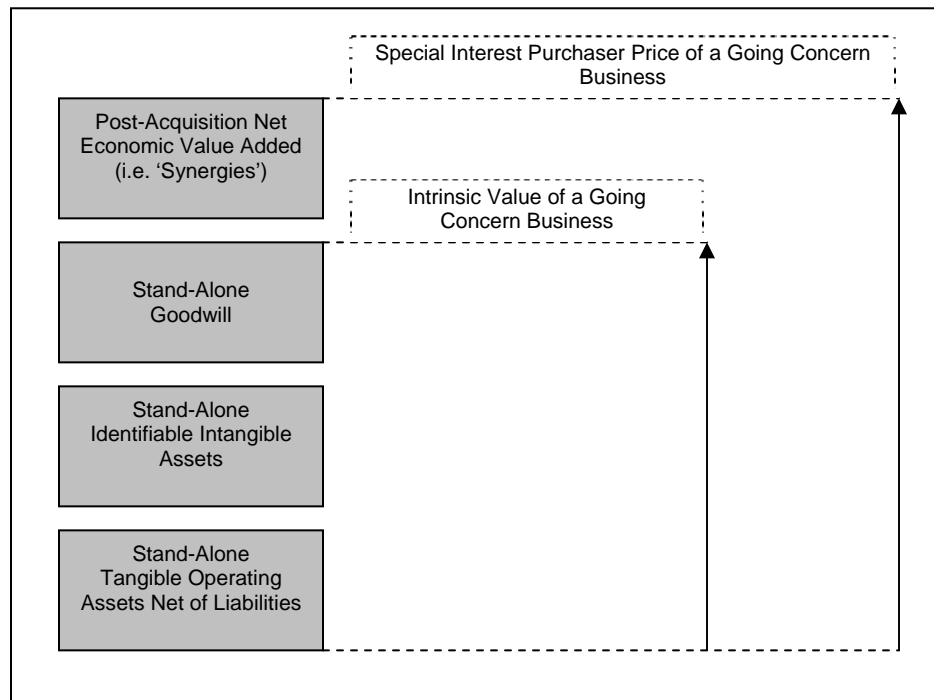 Special Interest Purchaser Price of a Going Concern
Business
Post-Acquisition Net
Economic Value Added
(i.e. ‘Synergies’)
Intrinsic Value of a Going
Concern Business
Stand-Alone
Goodwill
Stand-Alone
Identifiable Intangible
Assets
Stand-Alone
Tangible Operating
Assets Net of Liabilities